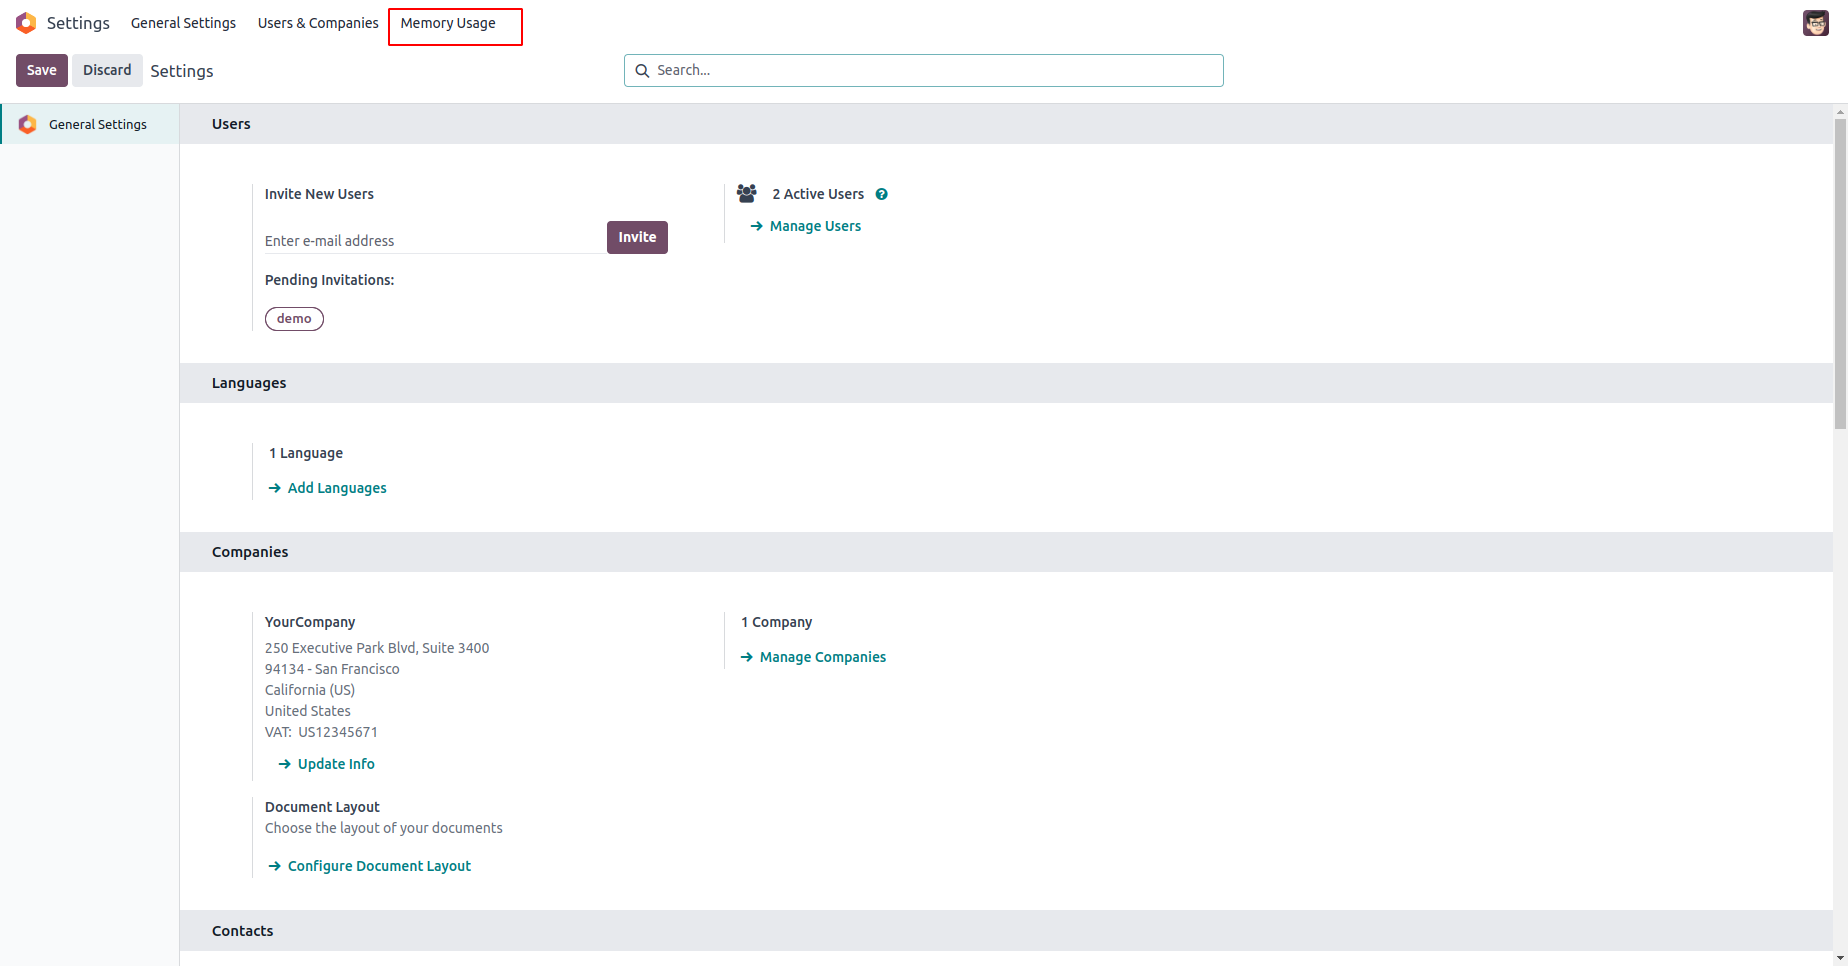 Settings General Settings Users & Companies Memory Usage
Save Discard Settings Search...
General Settings
Users
Invite New Users
Enter e-mail address Invite
Pending Invitations:
demo
2 Active Users ?
Manage Users
Languages
1 Language
Add Languages
Companies
YourCompany
250 Executive Park Blvd, Suite 3400
94134 - San Francisco
California (US)
United States
VAT: US12345671
Update Info
1 Company
Manage Companies
Document Layout
Choose the layout of your documents
Configure Document Layout
Contacts